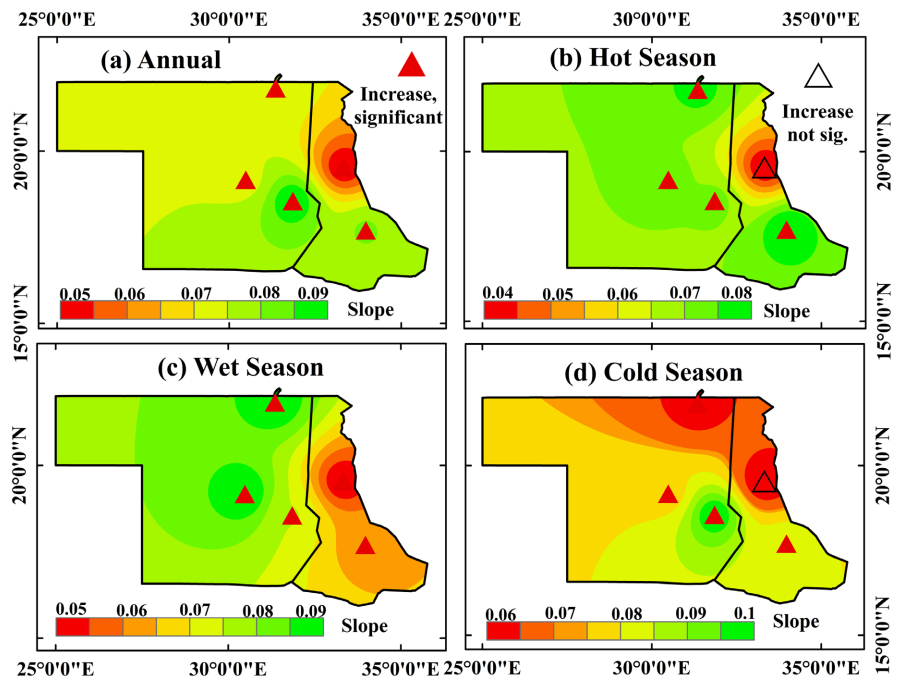 25°0'0"E 30°0'0"E 35°0'0"E 25°0'0"E 30°0'0"E 35°0'0"E
(a) Annual
Increase,
significant
20°0'0"N
15°0'0"N
0.05 0.06 0.07 0.08 0.09
Slope
(b) Hot Season
Increase
not sig.
20°0'0"N
15°0'0"N
0.04 0.05 0.06 0.07 0.08
Slope
(c) Wet Season
20°0'0"N
0.05 0.06 0.07 0.08 0.09
Slope
(d) Cold Season
20°0'0"N
15°0'0"N
0.06 0.07 0.08 0.09 0.1
Slope
25°0'0"E 30°0'0"E 35°0'0"E 25°0'0"E 30°0'0"E 35°0'0"E